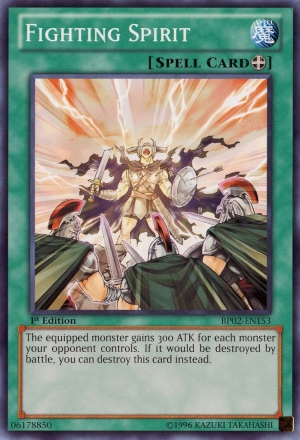 FIGHTING SPIRIT
魔
[SPELL CARD]
1st Edition
BP02-EN153
The equipped monster gains 300 ATK for each monster
your opponent controls. If it would be destroyed by
battle, you can destroy this card instead.
06178850
©1996 KAZUKI TAKAHASHI